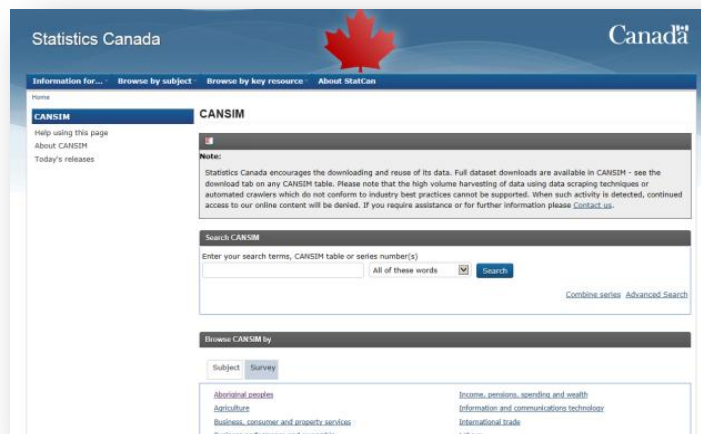 Statistics Canada
Canada
Information for... Browse by subject Browse by key resource About StatCan
Home
CANSIM
Help using this page
About CANSIM
Today's releases
CANSIM
Note:
Statistics Canada encourages the downloading and reuse of its data. Full dataset downloads are available in CANSIM - see the
download tab on any CANSIM table. Please note that the high volume harvesting of data using data scraping techniques or
automated crawlers which do not conform to industry best practices cannot be supported. When such activity is detected, continued
access to our online content will be denied. If you require assistance or for further information please Contact us.
Search CANSIM
Enter your search terms, CANSIM table or series number(s)
All of these words Search
Combine series Advanced Search
Browse CANSIM by
Subject Survey
Aboriginal peoples Income, pensions, spending and wealth
Agriculture Information and communications technology
Business, consumer and property services International trade